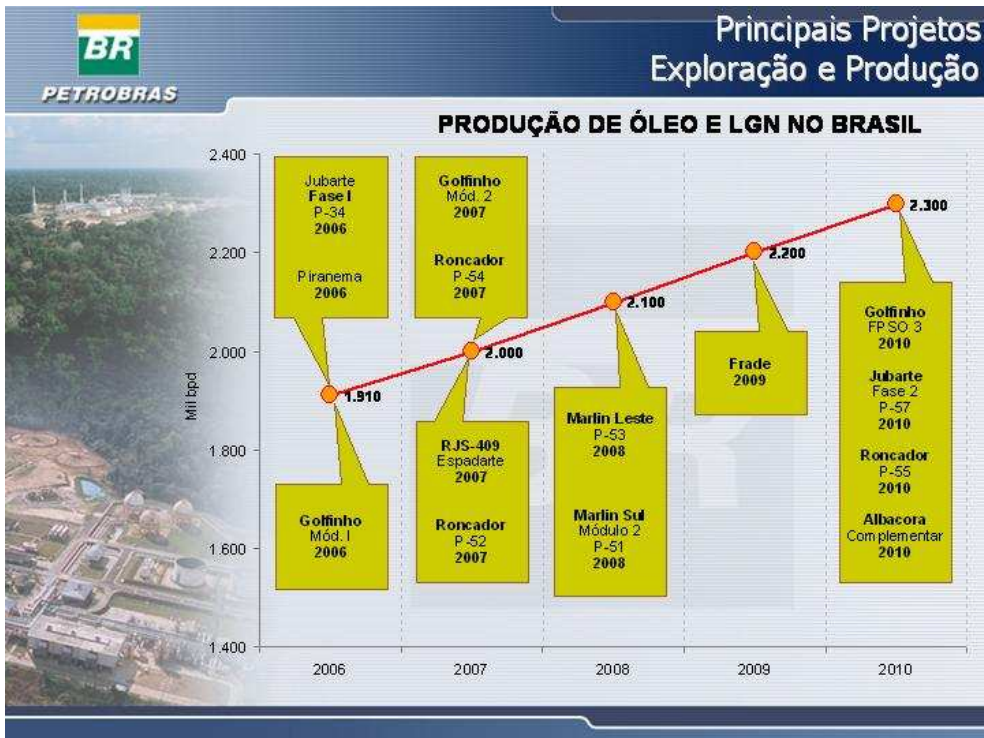 BR
PETROBRAS
Principais Projetos
Exploração e Produção
PRODUÇÃO DE ÓLEO E LGN NO BRASIL
Mil bpd
2.400
2.200
2.000
1.800
1.600
1.400
Jubarte
Fase I
P-34
2006
Piranema
2006
1.910
Golfinho
Mód. I
2006
Golfinho
Mód. 2
2007
Roncador
P-54
2007
2.000
RJS-409
Espadarte
2007
Roncador
P-52
2007
2.100
Marlin Leste
P-53
2008
Marlin Sul
Módulo 2
P-51
2008
2.200
Frade
2009
2.300
Golfinho
FPSO 3
2010
Jubarte
Fase 2
P-57
2010
Roncador
P-55
2010
Albacora
Complementar
2010
2006
2007
2008
2009
2010